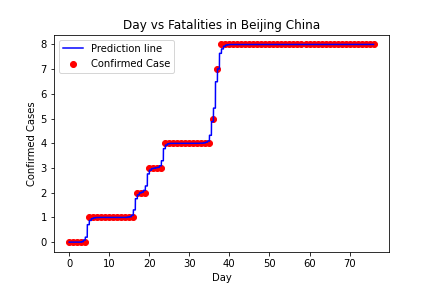 Day vs Fatalities in Beijing China
Prediction line
Confirmed Case
Confirmed Cases
8
7
6
5
4
3
2
1
0
0 10 20 30 40 50 60 70
Day